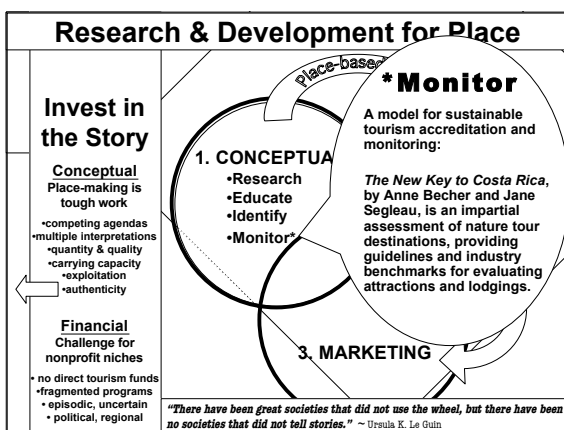 Research & Development for Place
Invest in
the Story
Conceptual
Place-making is
tough work
•competing agendas
•multiple interpretations
•quantity & quality
•carrying capacity
•exploitation
•authenticity
Financial
Challenge for
nonprofit niches
• no direct tourism funds
•fragmented programs
• episodic, uncertain
• political, regional
Place-based
1. CONCEPTUA
•Research
•Educate
•Identify
•Monitor*
3. MARKETING
*Monitor
A model for sustainable
tourism accreditation and
monitoring:
The New Key to Costa Rica,
by Anne Becher and Jane
Segleau, is an impartial
assessment of nature tour
destinations, providing
guidelines and industry
benchmarks for evaluating
attractions and lodgings.
"There have been great societies that did not use the wheel, but there have been
no societies that did not tell stories." ~ Ursula K. Le Guin